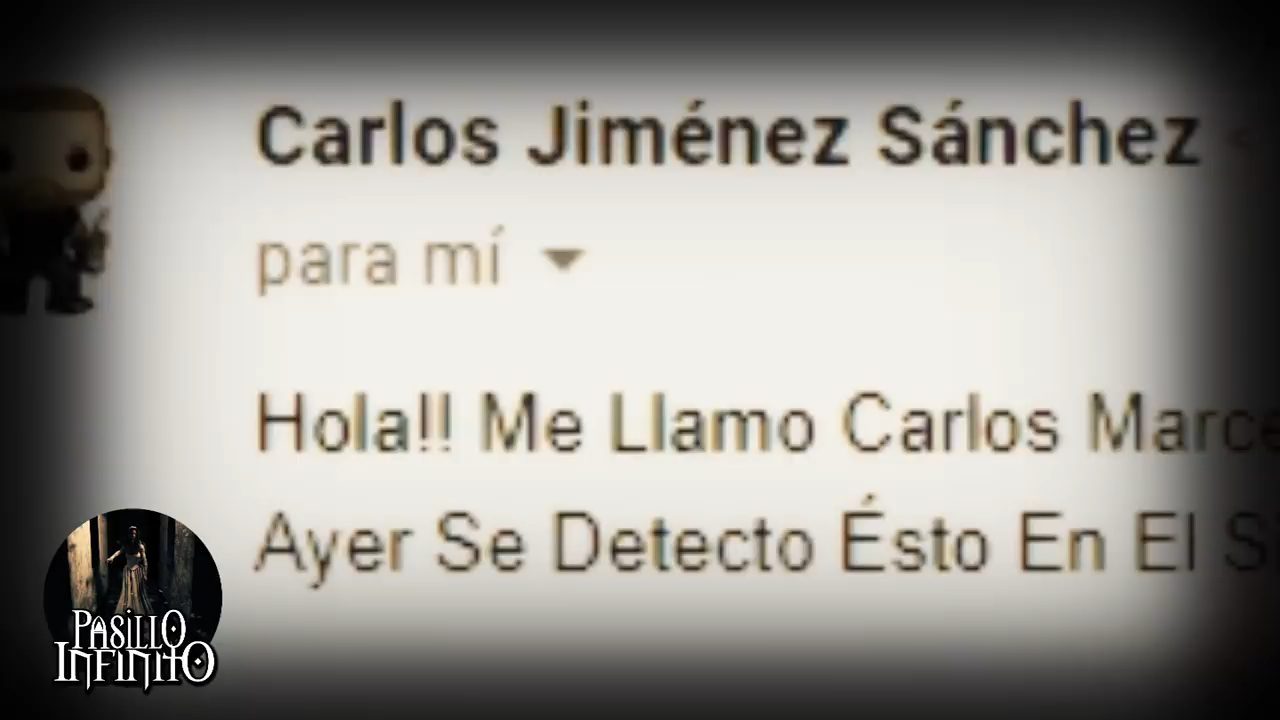 Carlos Jiménez Sánchez
para mí
Hola!! Me Llamo Carlos
Ayer Se Detecto Ésto En El
PASILLO
INFINITO